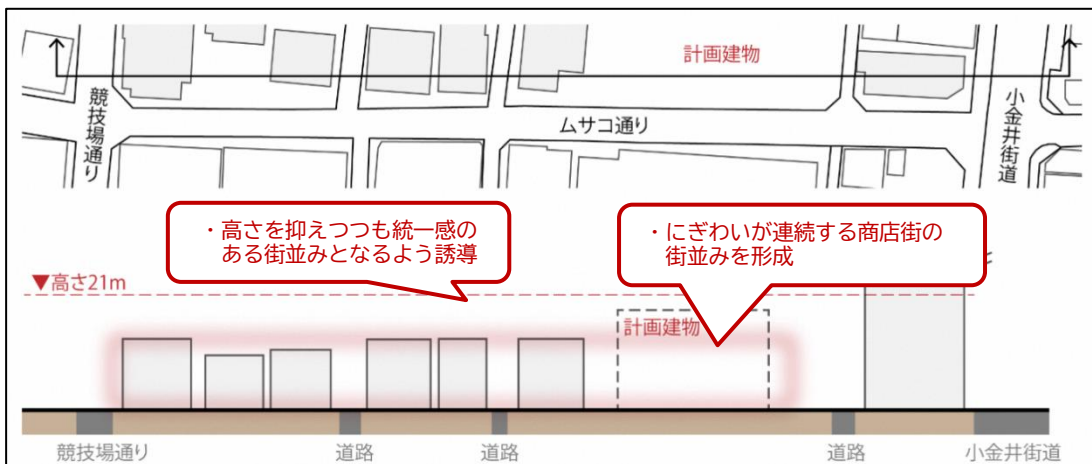 計画建物
競技場通り
ムサコ通り
小金井街道
・高さを抑えつつも統一感の
ある街並みとなるよう誘導
・にぎわいが連続する商店街の
街並みを形成
▼高さ21m
計画建物
競技場通り
道路
道路
道路
小金井街道